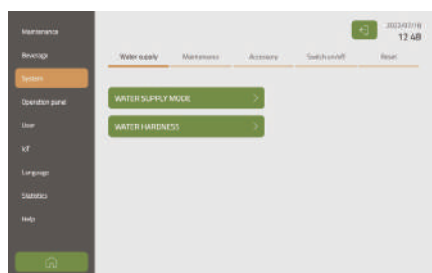 Maintenance
Beverage
System
Operation panel
User
IoT
Language
Statistics
Help
2022/07/18
12:48
Water supply Maintenance Accessory Switch on/off Reset
WATER SUPPLY MODE
WATER HARDNESS